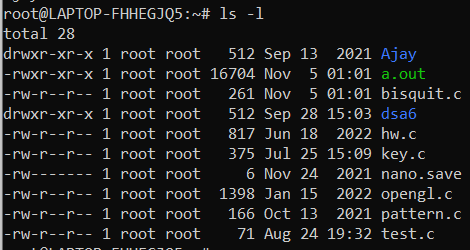 root@LAPTOP-FHHEGJQ5:~# ls -l
total 28
drwxr-xr-x 1 root root   512 Sep 13  2021 Ajay
-rwxr-xr-x 1 root root 16704 Nov  5 01:01 a.out
-rw-r--r-- 1 root root   261 Nov  5 01:01 bisquit.c
drwxr-xr-x 1 root root   512 Sep 28 15:03 dsa6
-rw-r--r-- 1 root root   817 Jun 18  2022 hw.c
-rw-r--r-- 1 root root   375 Jul 25 15:09 key.c
-rw------- 1 root root     6 Nov 24  2021 nano.save
-rw-r--r-- 1 root root  1398 Jan 15  2022 opengl.c
-rw-r--r-- 1 root root   166 Oct 13  2021 pattern.c
-rw-r--r-- 1 root root    71 Aug 24 19:32 test.c